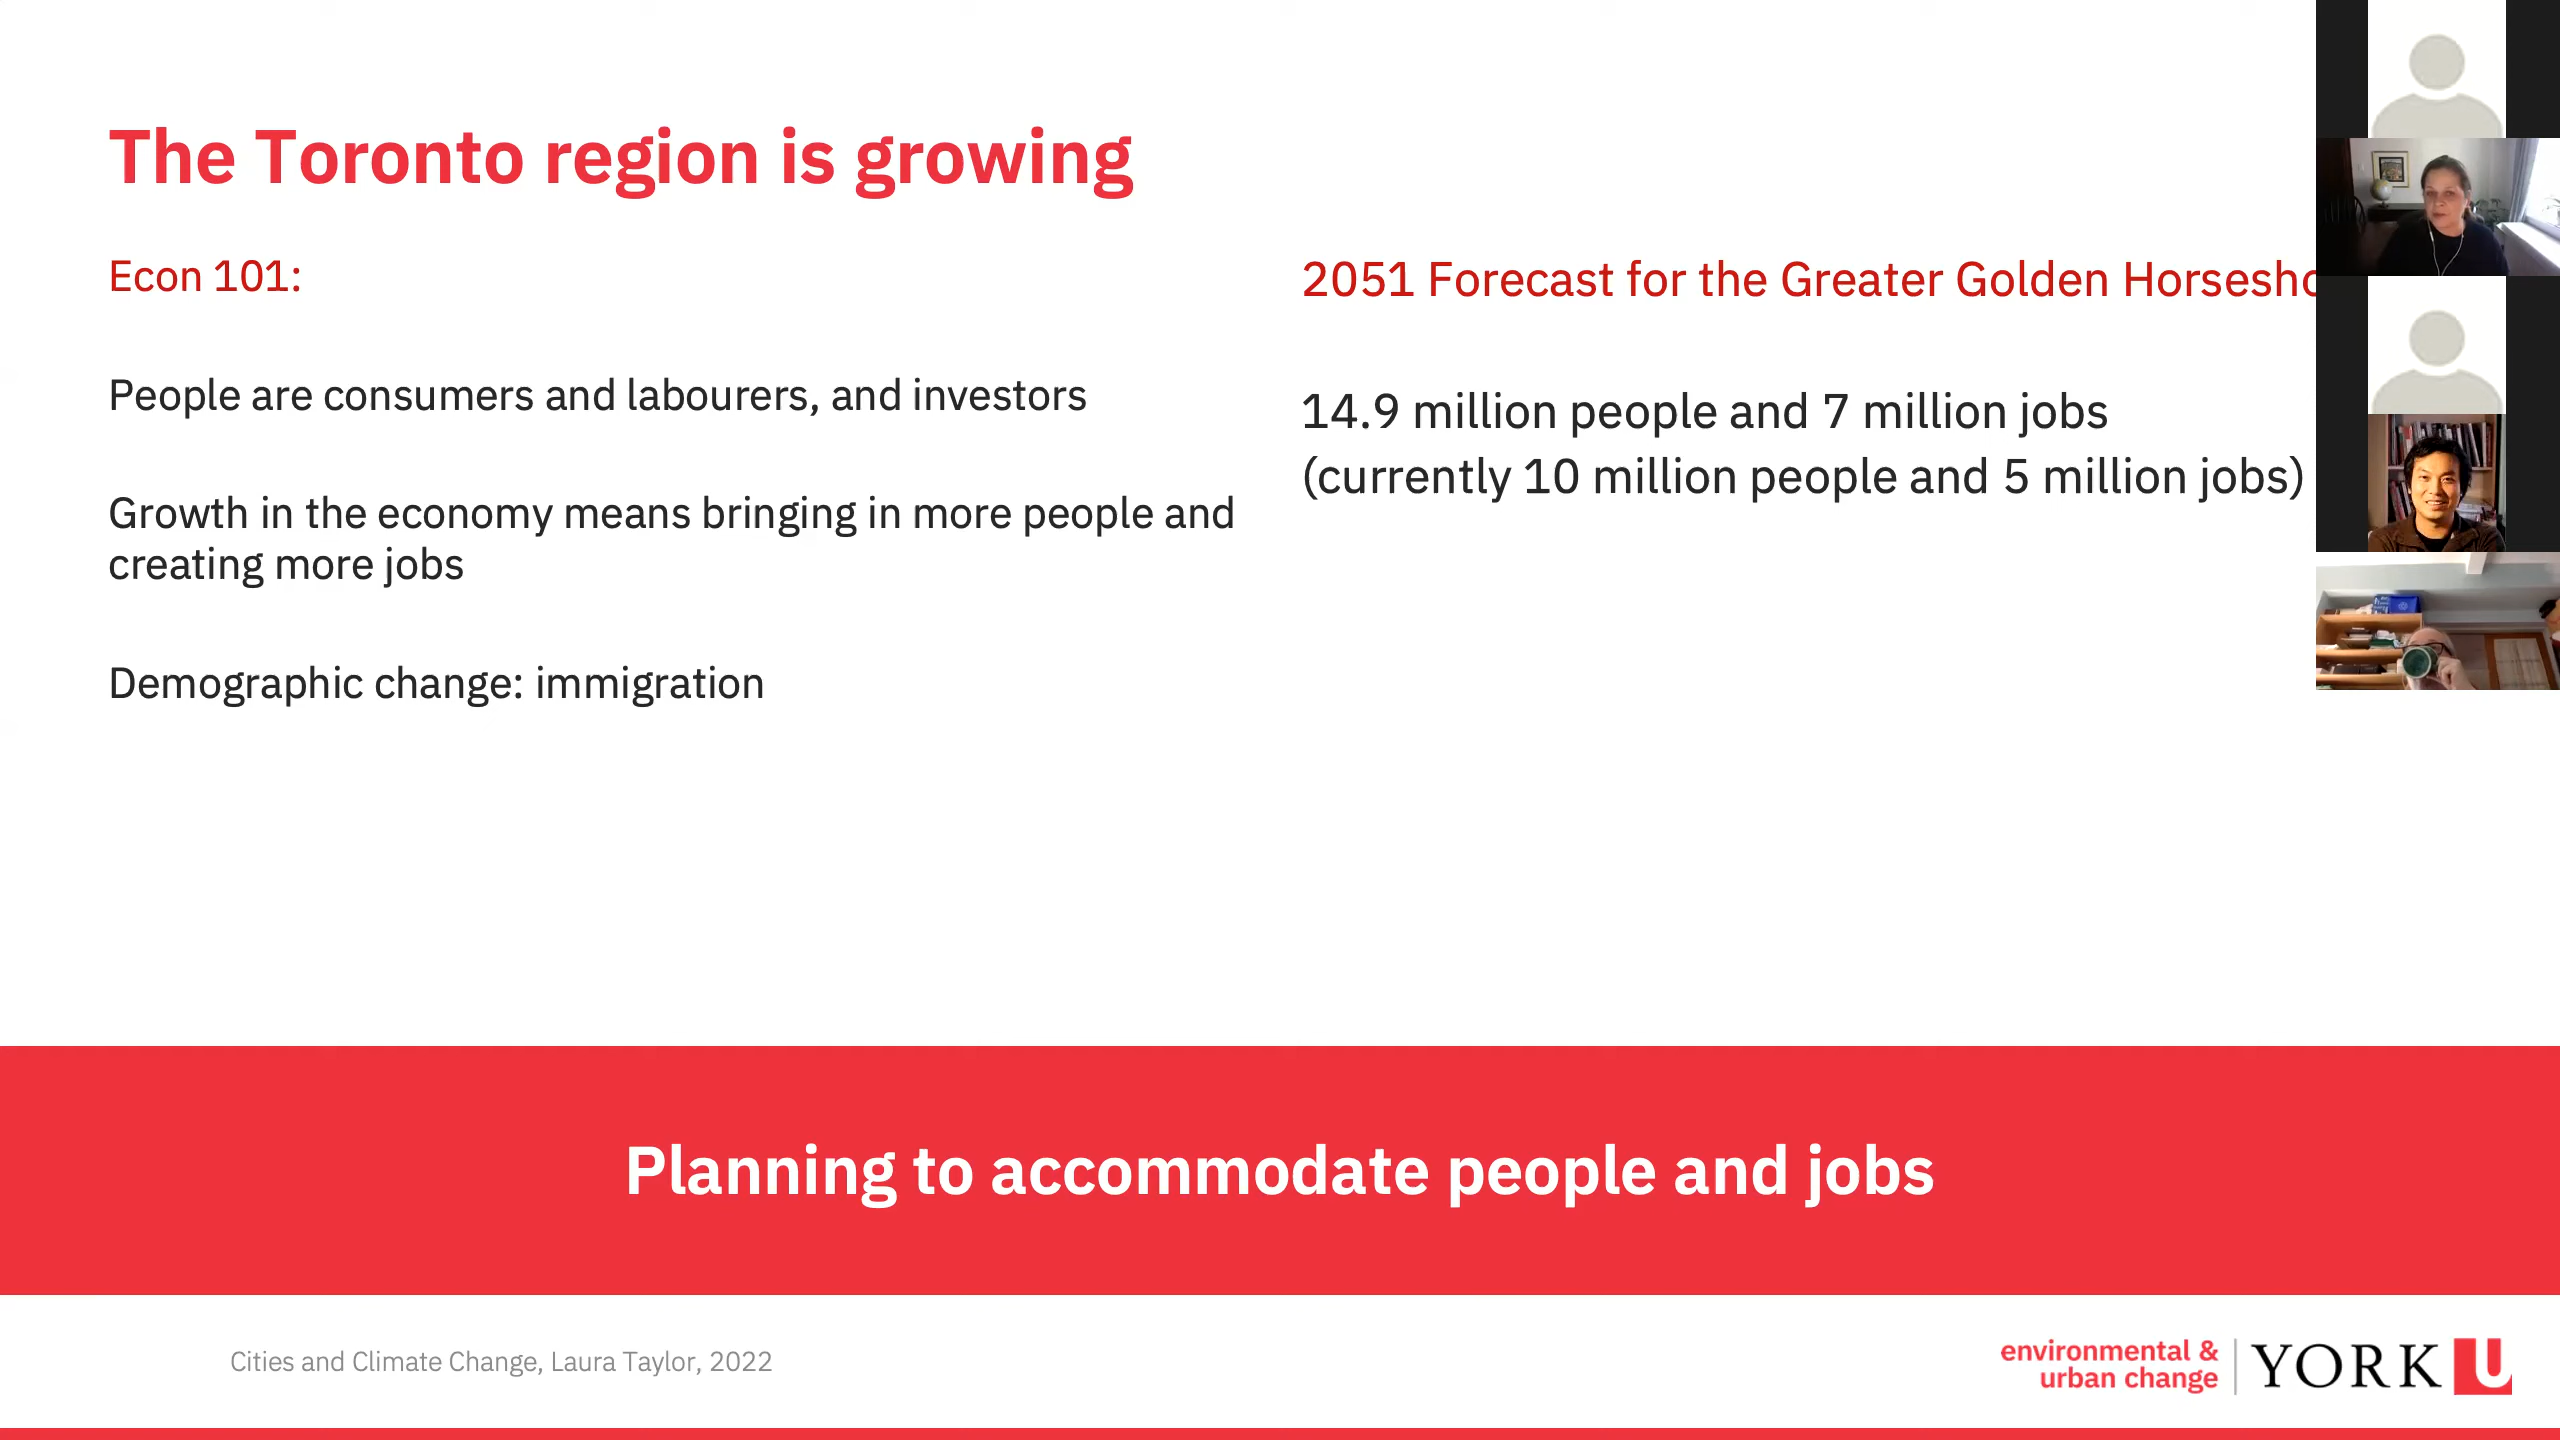 The Toronto region is growing
Econ 101:
People are consumers and labourers, and investors
Growth in the economy means bringing in more people and
creating more jobs
Demographic change: immigration
2051 Forecast for the Greater Golden Horsesho
14.9 million people and 7 million jobs
(currently 10 million people and 5 million jobs)
Planning to accommodate people and jobs
Cities and Climate Change, Laura Taylor, 2022
environmental &
urban change
YORK U